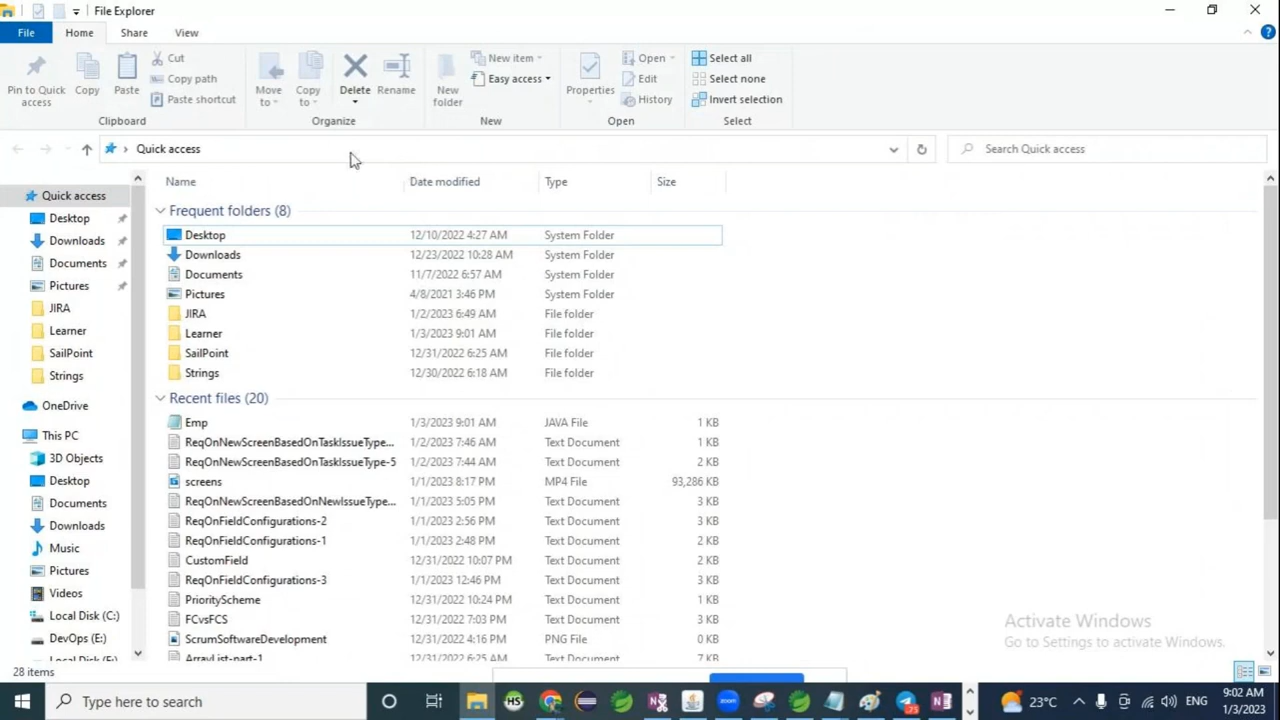 File Explorer
File Home Share View
Pin to Quick access
Copy
Paste
Cut
Copy path
Paste shortcut
Clipboard
Move to
Copy to
Delete
Rename
Organize
New folder
New item
Easy access
New
Properties
Open
Edit
History
Open
Select all
Select none
Invert selection
Select
Quick access
Search Quick access
Quick access
Desktop
Downloads
Documents
Pictures
JIRA
Learner
SailPoint
Strings
OneDrive
This PC
3D Objects
Desktop
Documents
Downloads
Music
Pictures
Videos
Local Disk (C:)
DevOps (E:)
Name Date modified Type Size
Frequent folders (8)
Desktop 12/10/2022 4:27 AM System Folder
Downloads 12/23/2022 10:28 AM System Folder
Documents 11/7/2022 6:57 AM System Folder
Pictures 4/8/2021 3:46 PM System Folder
JIRA 1/2/2023 6:49 AM File folder
Learner 1/3/2023 9:01 AM File folder
SailPoint 12/31/2022 6:25 AM File folder
Strings 12/30/2022 6:18 AM File folder
Recent files (20)
Emp 1/3/2023 9:01 AM JAVA File 1 KB
ReqOnNewScreenBasedOnTaskIssueType... 1/2/2023 7:46 AM Text Document 1 KB
ReqOnNewScreenBasedOnTaskIssueType-5 1/2/2023 7:44 AM Text Document 2 KB
screens 1/1/2023 8:17 PM MP4 File 93,286 KB
ReqOnNewScreenBasedOnNewIssueType... 1/1/2023 5:05 PM Text Document 3 KB
ReqOnFieldConfigurations-2 1/1/2023 2:56 PM Text Document 3 KB
ReqOnFieldConfigurations-1 1/1/2023 2:48 PM Text Document 2 KB
CustomField 12/31/2022 10:07 PM Text Document 2 KB
ReqOnFieldConfigurations-3 1/1/2023 12:46 PM Text Document 3 KB
PriorityScheme 12/31/2022 10:24 PM Text Document 1 KB
FCvsFCS 12/31/2022 7:03 PM Text Document 3 KB
ScrumSoftwareDevelopment 12/31/2022 4:16 PM PNG File 0 KB
ArrayList-part-1 12/31/2022 6:25 AM Text Document 7 KB
Activate Windows
Go to Settings to activate Windows.
28 items
Type here to search
HS
zoom
23°C
ENG
9:02 AM
1/3/2023